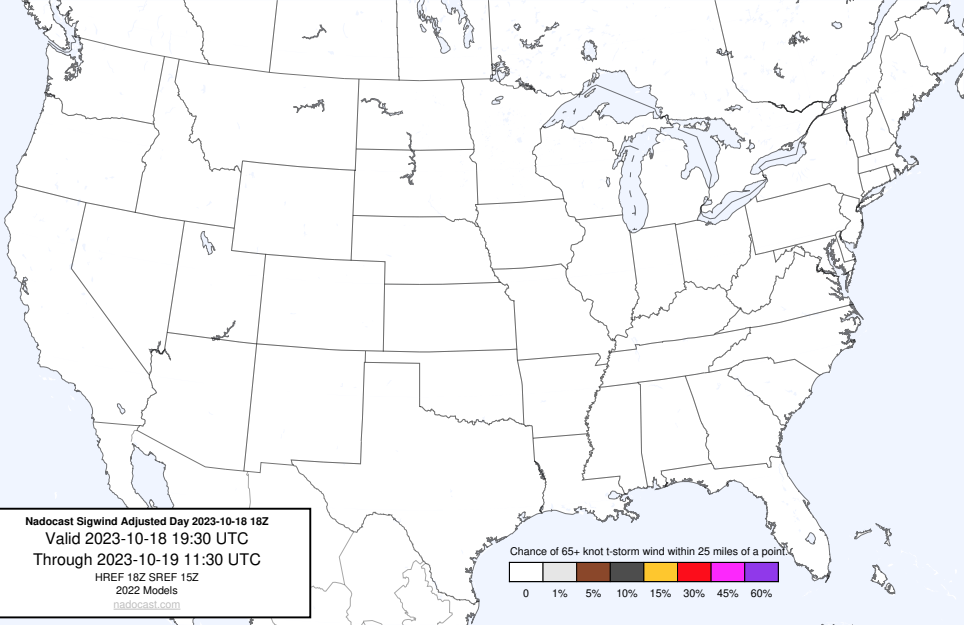 Nadocast Sigwind Adjusted Day 2023-10-18 18Z
Valid 2023-10-18 19:30 UTC
Through 2023-10-19 11:30 UTC
HREF 18Z SREF 15Z
2022 Models
nadocast.com
Chance of 65+ knot t-storm wind within 25 miles of a point.
0 1% 5% 10% 15% 30% 45% 60%